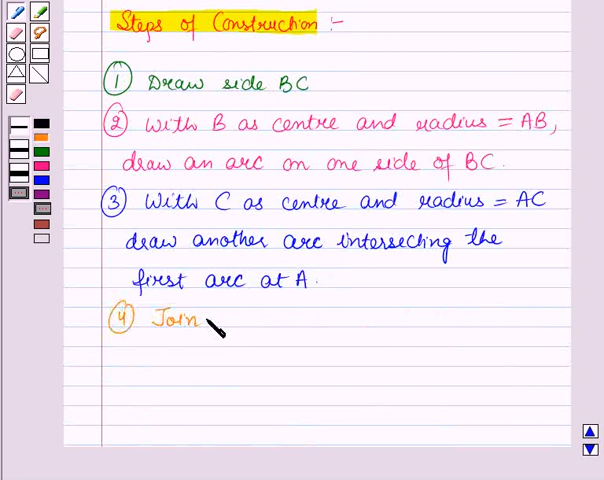 Steps of Construction :-
1 Draw side BC
2 With B as centre and radius = AB,
draw an arc on one side of BC.
3 With C as centre and radius = AC
draw another arc intersecting the
first arc at A.
4 Join